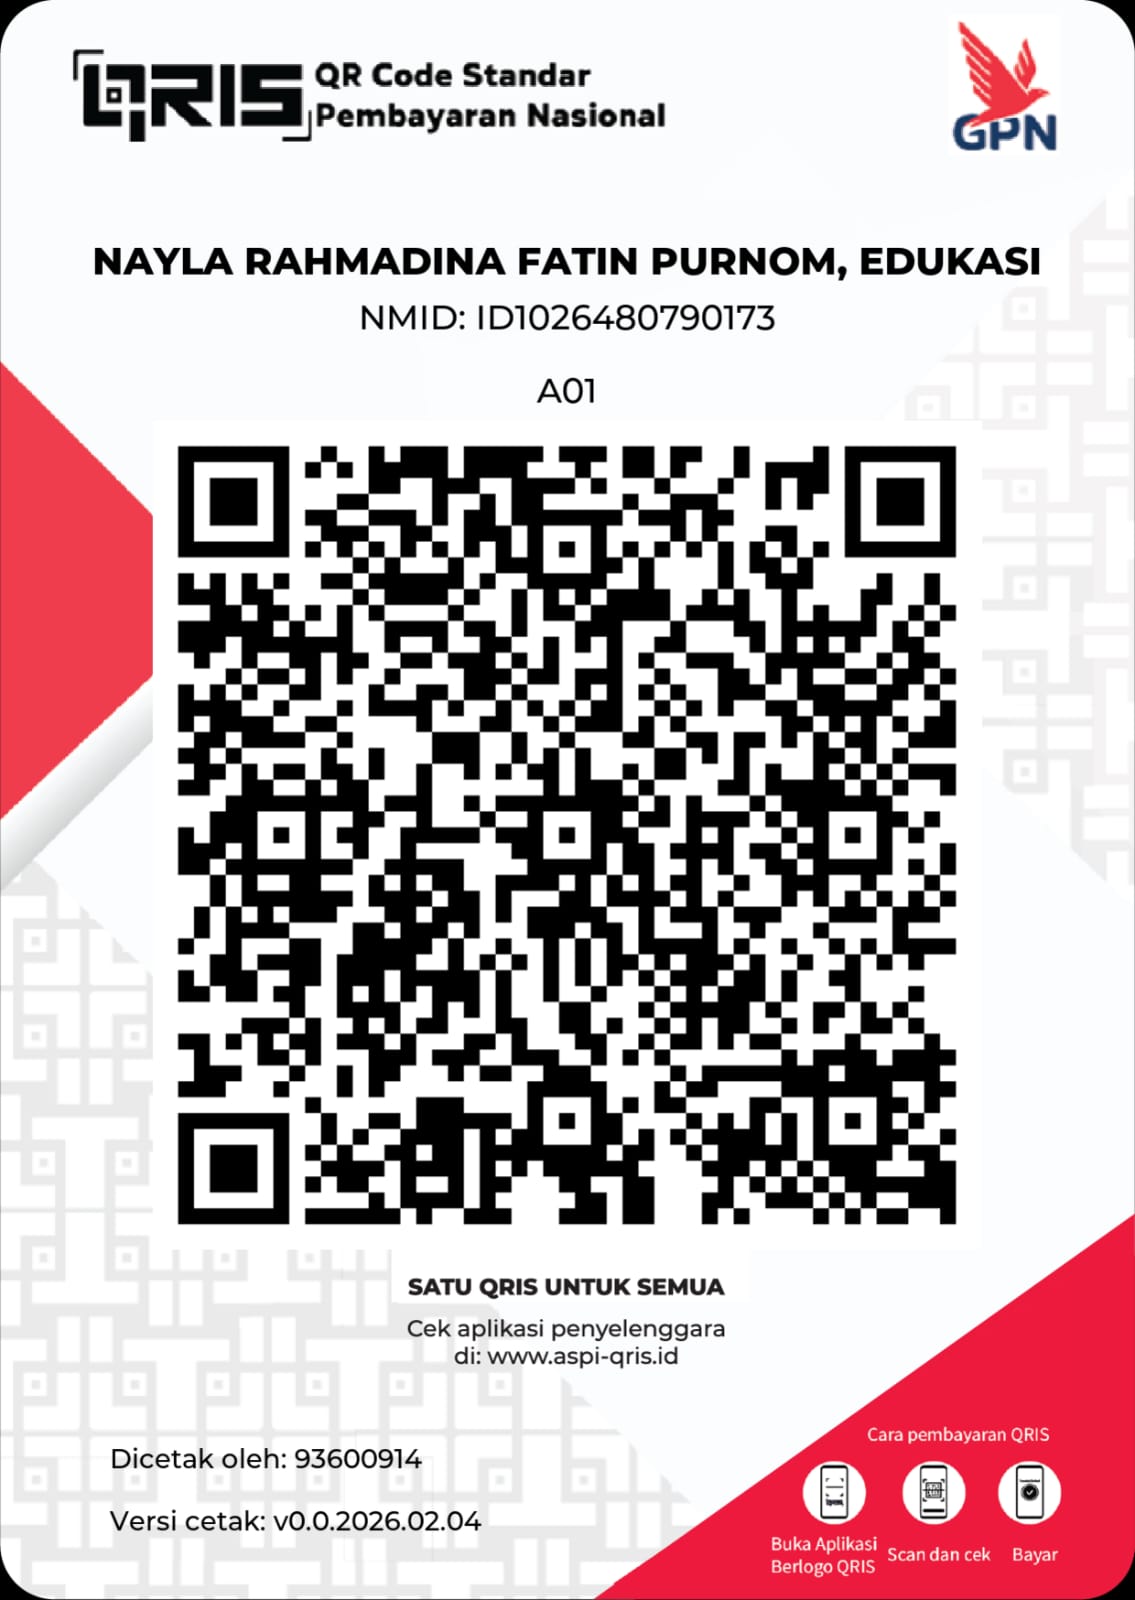 QRIS QR Code Standar
Pembayaran Nasional
GPN
NAYLA RAHMADINA FATIN PURNOM, EDUKASI
NMID: ID1026480790173
A01
SATU QRIS UNTUK SEMUA
Cek aplikasi penyelenggara
di: www.aspi-qris.id
Dicetak oleh: 93600914
Versi cetak: v0.0.2026.02.04
Cara pembayaran QRIS
Buka Aplikasi
Berlogo QRIS
Scan dan cek
Bayar